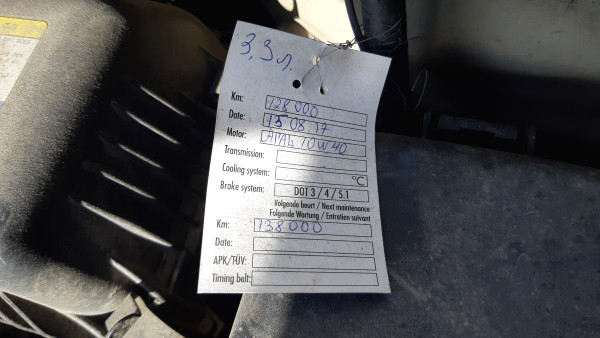 3,3 л.
Km: 128 000
Date: 15 08 17
Motor: 10W40
Transmission:
Cooling system: °C
Brake system: DOT 3 / 4 / 5.1
Volgende beurt / Next maintenance
Folgende Wartung / Entretien suivant
Km: 138 000
Date:
APK/TÜV:
Timing belt: